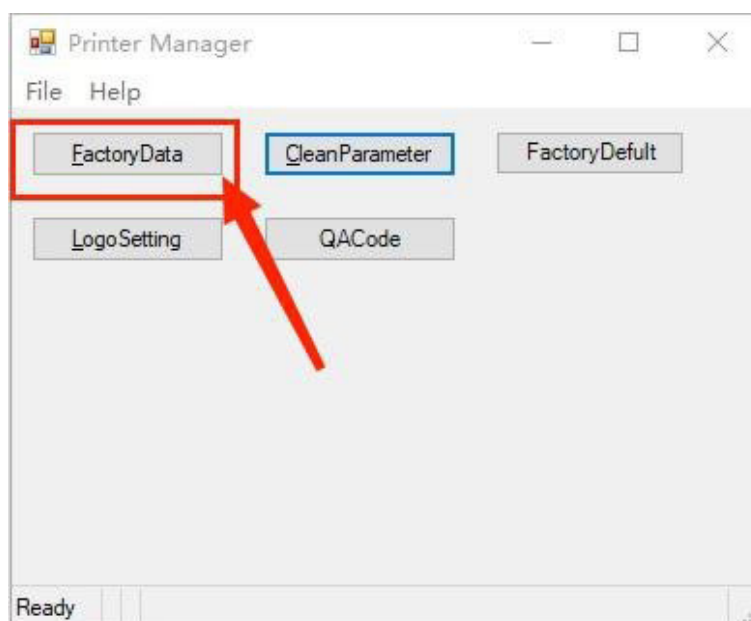 Printer Manager
File Help
FactoryData CleanParameter FactoryDefult
LogoSetting QACode
Ready